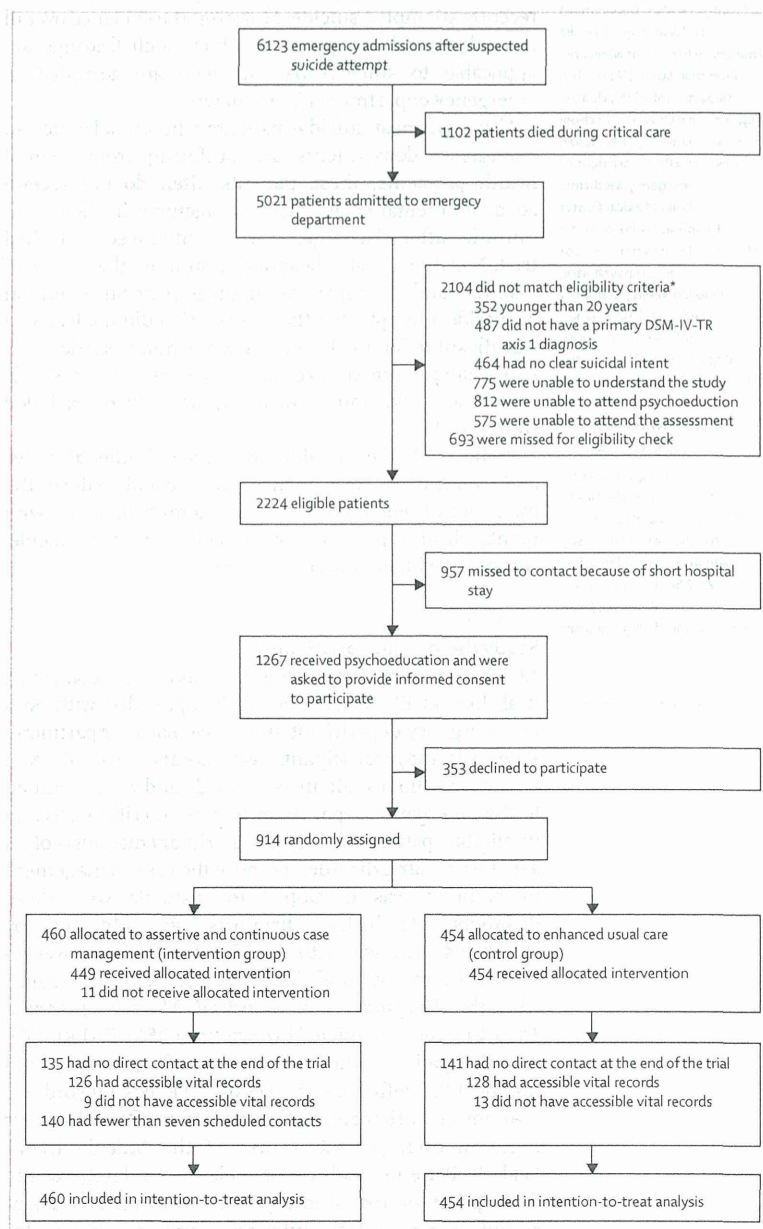 6123 emergency admissions after suspected
suicide attempt
1102 patients died during critical care
5021 patients admitted to emergecy
department
2104 did not match eligibility criteria*
352 younger than 20 years
487 did not have a primary DSM-IV-TR
axis 1 diagnosis
464 had no clear suicidal intent
775 were unable to understand the study
812 were unable to attend psychoeduction
575 were unable to attend the assessment
693 were missed for eligibility check
2224 eligible patients
957 missed to contact because of short hospital
stay
1267 received psychoeducation and were
asked to provide informed consent
to participate
353 declined to participate
914 randomly assigned
460 allocated to assertive and continuous case
management (intervention group)
449 received allocated intervention
11 did not receive allocated intervention
454 allocated to enhanced usual care
(control group)
454 received allocated intervention
135 had no direct contact at the end of the trial
126 had accessible vital records
9 did not have accessible vital records
140 had fewer than seven scheduled contacts
141 had no direct contact at the end of the trial
128 had accessible vital records
13 did not have accessible vital records
460 included in intention-to-treat analysis
454 included in intention-to-treat analysis